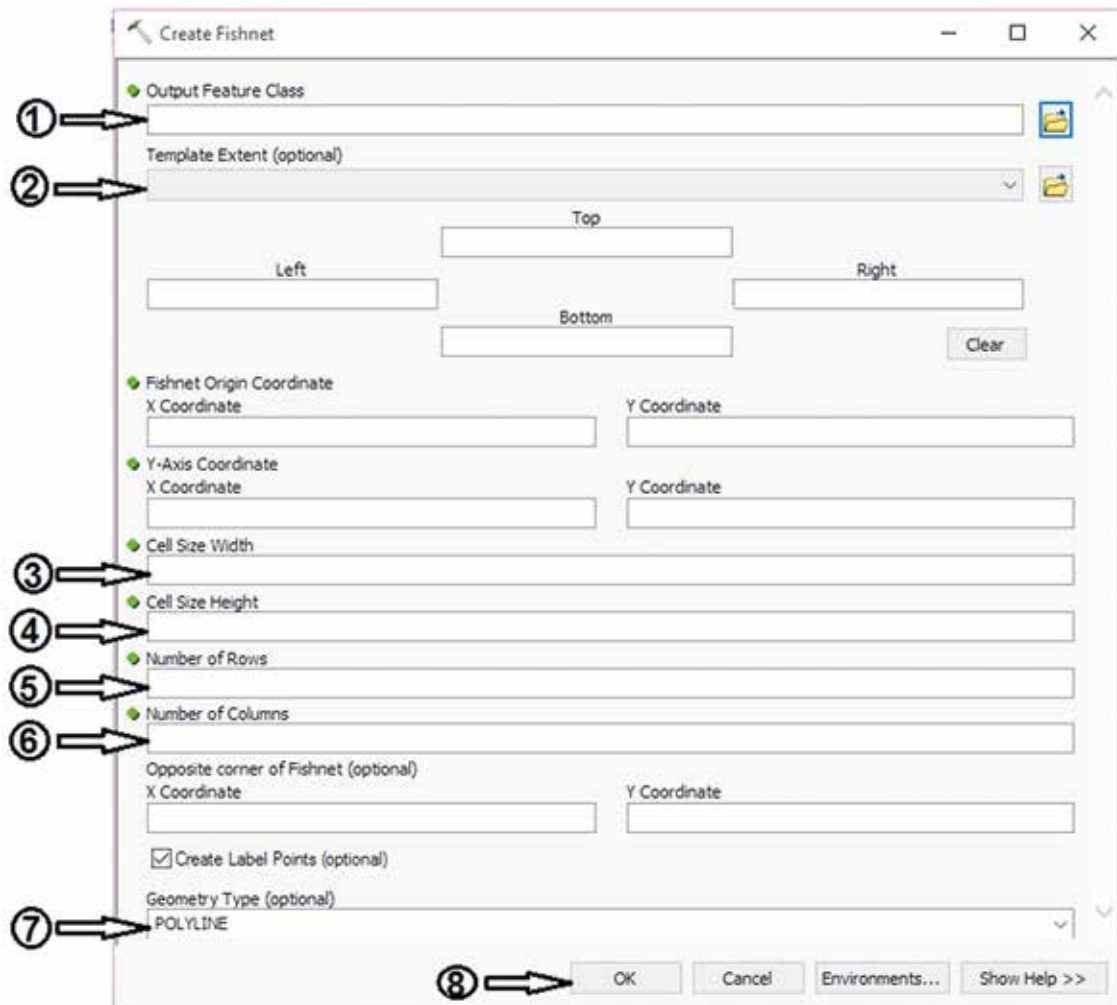 Create Fishnet
Output Feature Class
①
Template Extent (optional)
②
Top
Left Right
Bottom
Clear
Fishnet Origin Coordinate
X Coordinate Y Coordinate
Y-Axis Coordinate
X Coordinate Y Coordinate
Cell Size Width
③
Cell Size Height
④
Number of Rows
⑤
Number of Columns
⑥
Opposite corner of Fishnet (optional)
X Coordinate Y Coordinate
Create Label Points (optional)
Geometry Type (optional)
⑦ POLYLINE
⑧ OK Cancel Environments... Show Help >>